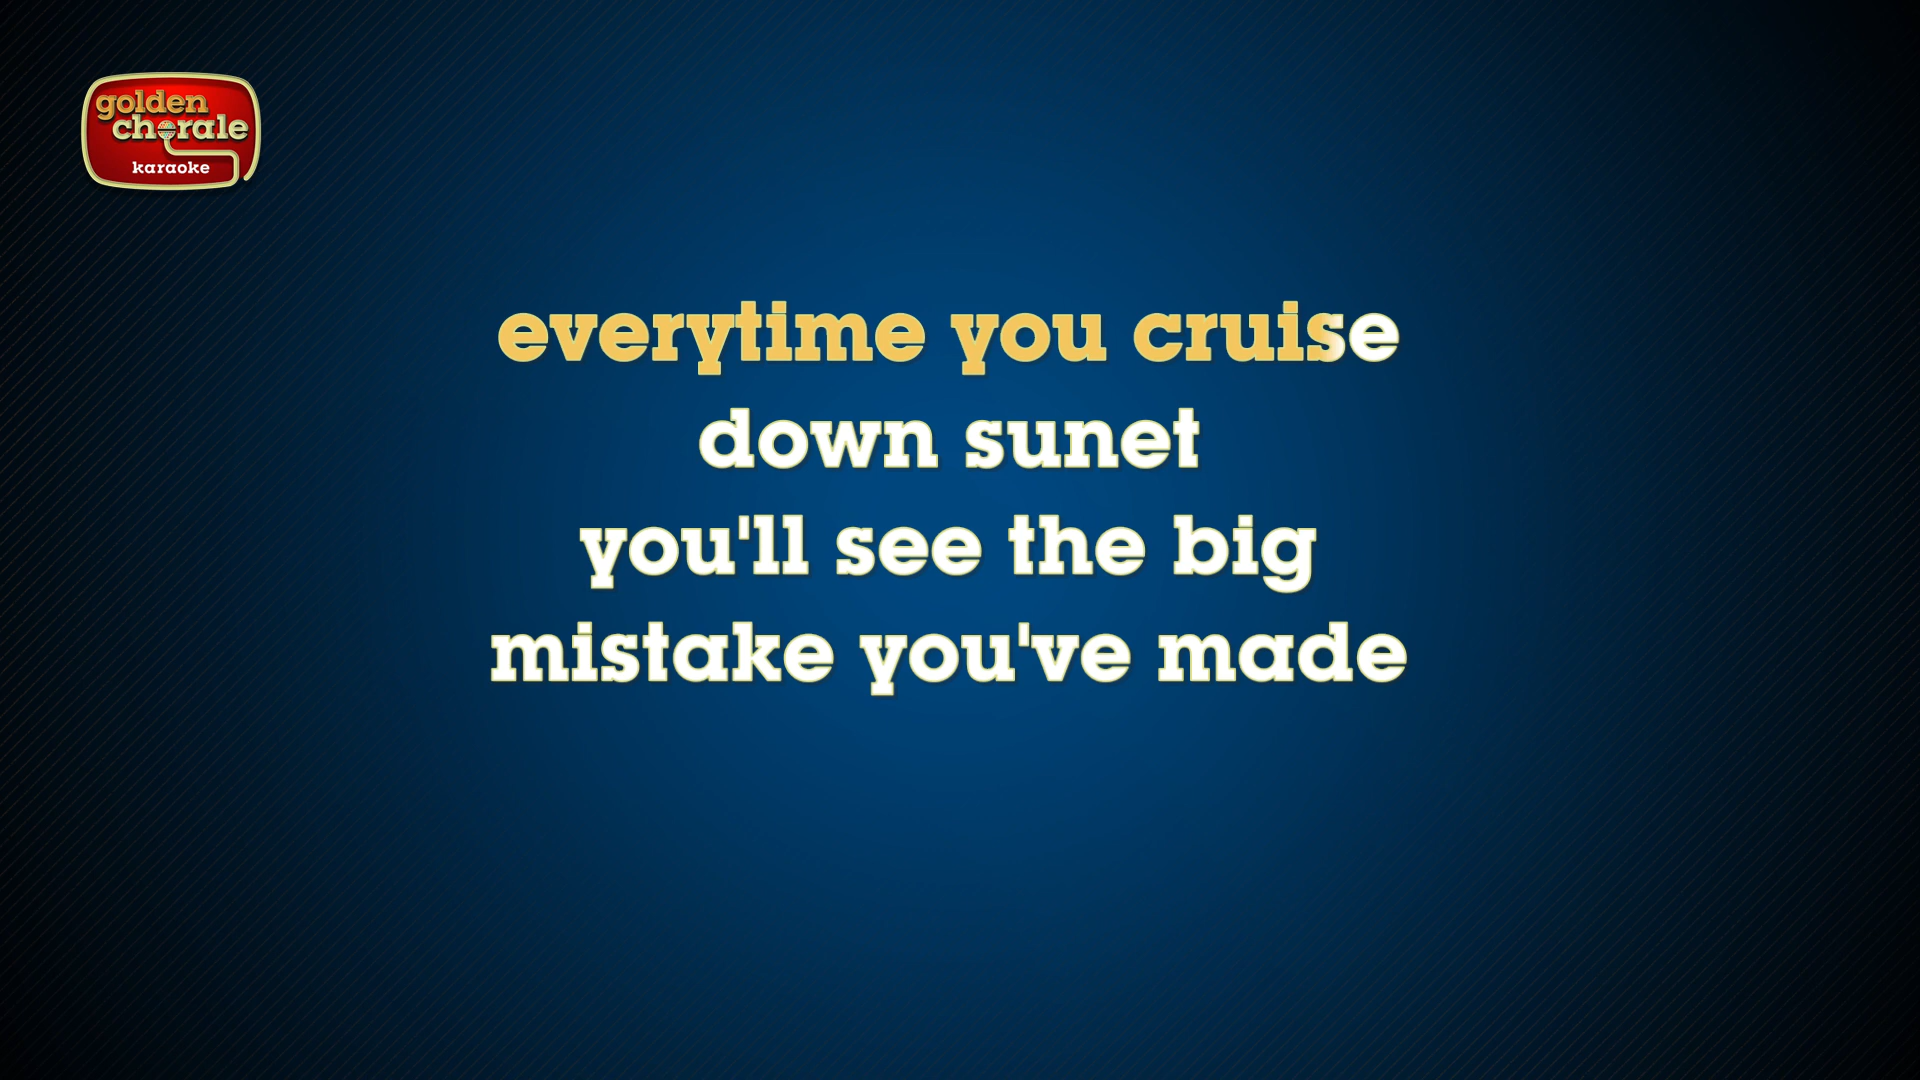 golden
chorale
karaoke
everytime you cruise
down sunet
you'll see the big
mistake you've made